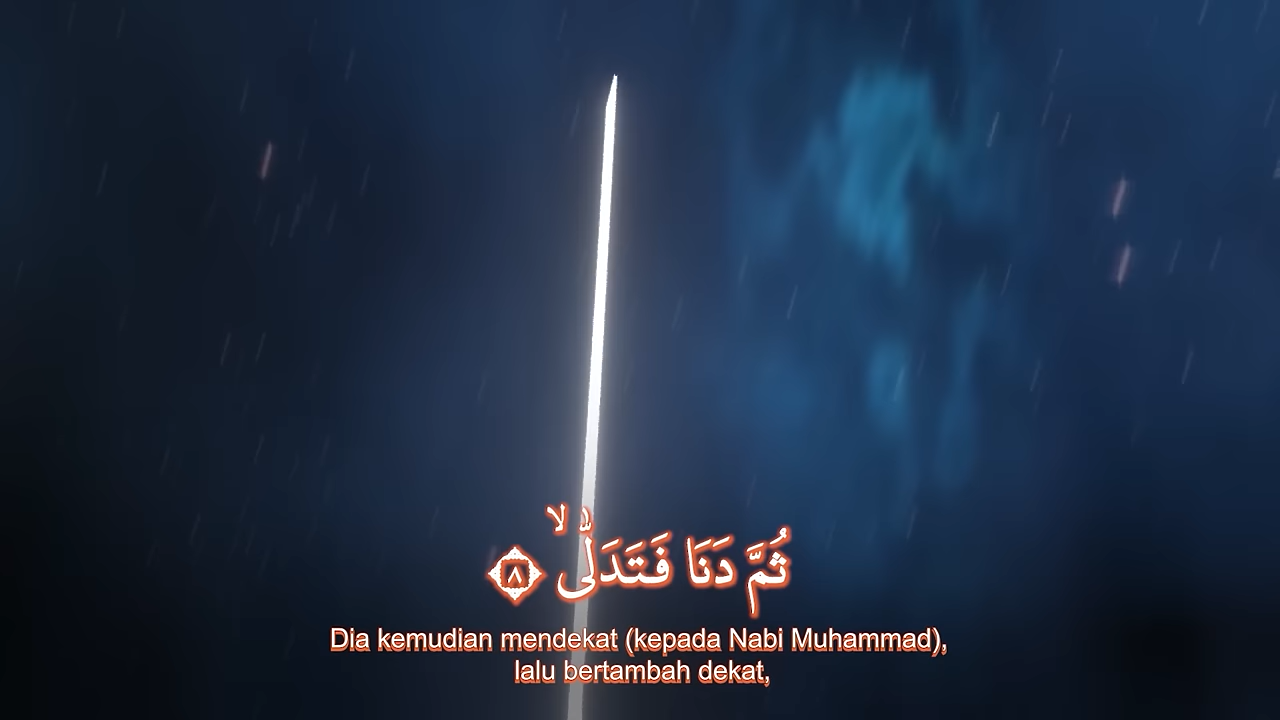 ثُمَّ دَنَا فَتَدَلّٰىۙ ۝٨
Dia kemudian mendekat (kepada Nabi Muhammad),
lalu bertambah dekat,